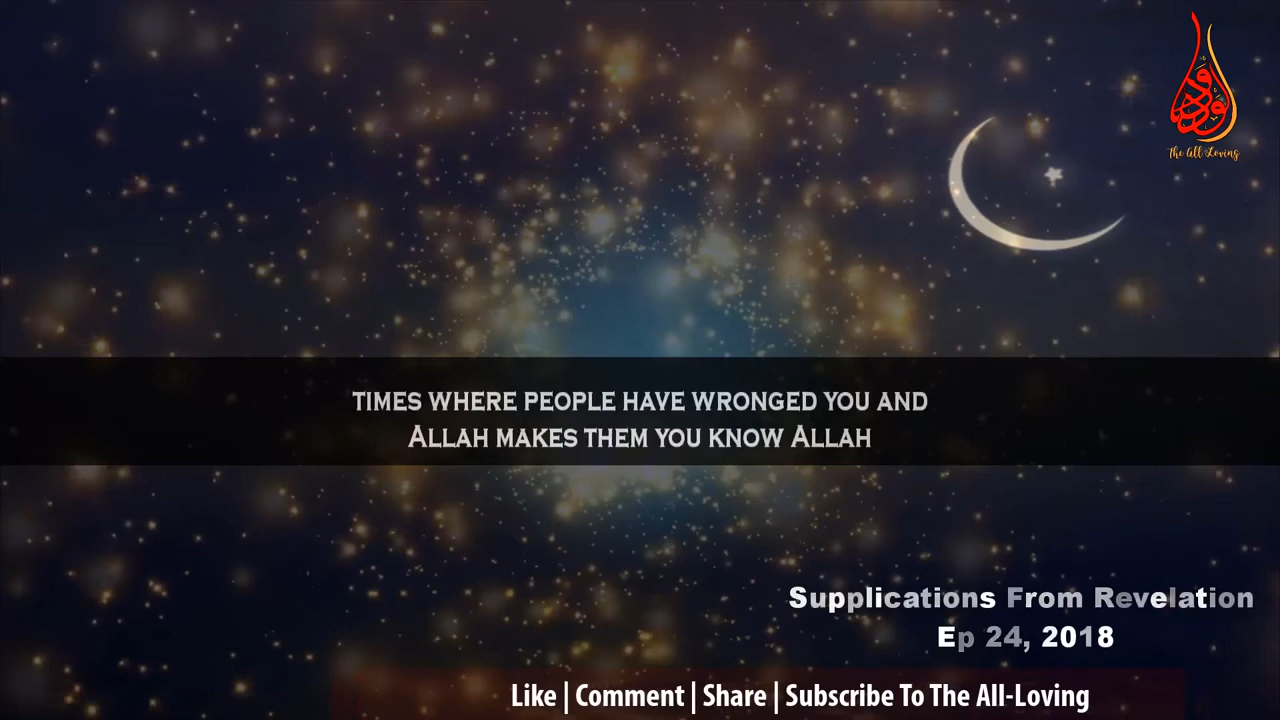 ودود
The All Loving
TIMES WHERE PEOPLE HAVE WRONGED YOU AND
ALLAH MAKES THEM YOU KNOW ALLAH
Supplications From Revelation
Ep 24, 2018
Like | Comment | Share | Subscribe To The All-Loving